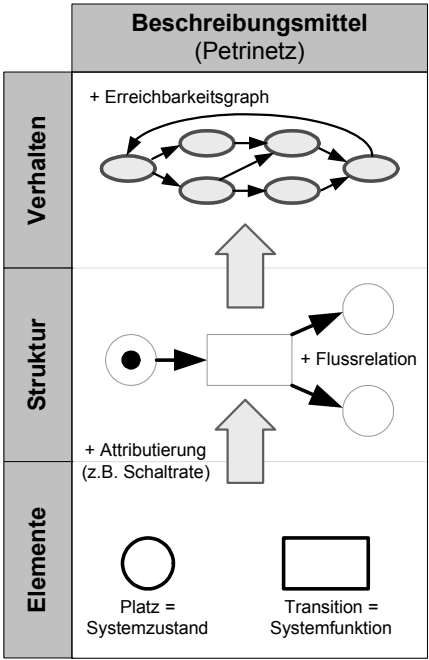 Beschreibungsmittel
(Petrinetz)
Verhalten
+ Erreichbarkeitsgraph
Struktur
+ Flussrelation
+ Attributierung
(z.B. Schaltrate)
Elemente
Platz =
Systemzustand
Transition =
Systemfunktion